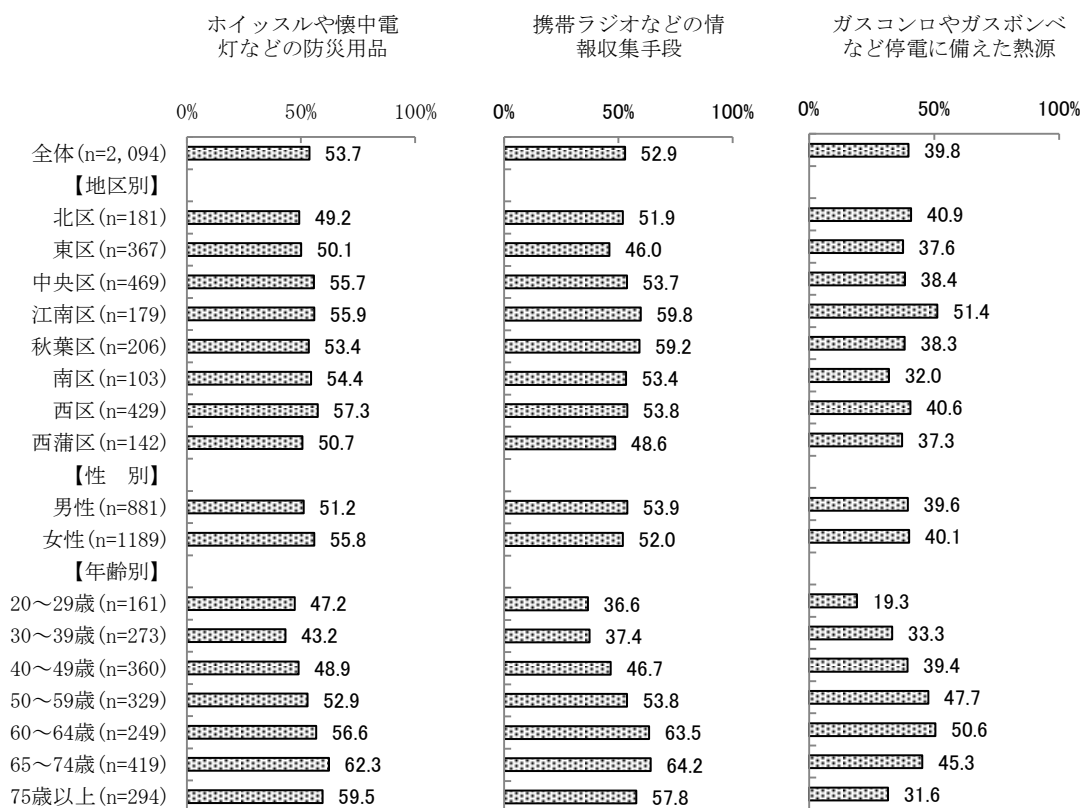 ホイッスルや懐中電
灯などの防災用品
携帯ラジオなどの情
報収集手段
ガスコンロやガスボンベ
など停電に備えた熱源
0% 50% 100% 0% 50% 100% 0% 50% 100%
全体(n=2,094) 53.7 52.9 39.8
【地区別】
北区(n=181) 49.2 51.9 40.9
東区(n=367) 50.1 46.0 37.6
中央区(n=469) 55.7 53.7 38.4
江南区(n=179) 55.9 59.8 51.4
秋葉区(n=206) 53.4 59.2 38.3
南区(n=103) 54.4 53.4 32.0
西区(n=429) 57.3 53.8 40.6
西蒲区(n=142) 50.7 48.6 37.3
【性　別】
男性(n=881) 51.2 53.9 39.6
女性(n=1189) 55.8 52.0 40.1
【年齢別】
20～29歳(n=161) 47.2 36.6 19.3
30～39歳(n=273) 43.2 37.4 33.3
40～49歳(n=360) 48.9 46.7 39.4
50～59歳(n=329) 52.9 53.8 47.7
60～64歳(n=249) 56.6 63.5 50.6
65～74歳(n=419) 62.3 64.2 45.3
75歳以上(n=294) 59.5 57.8 31.6